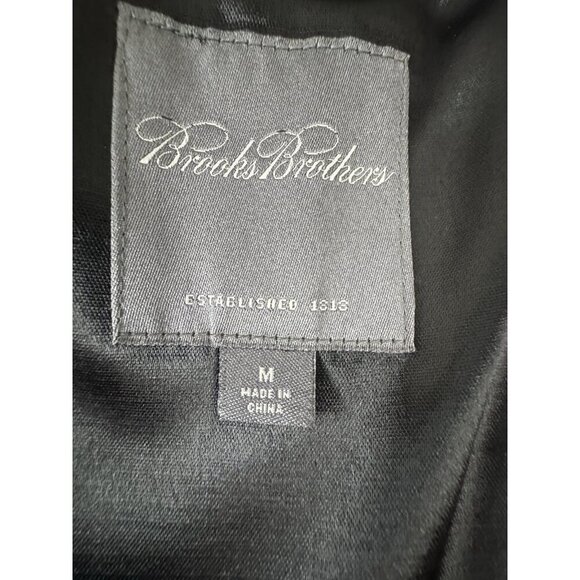 Brooks Brothers
ESTABLISHED 1818
M
MADE IN
CHINA